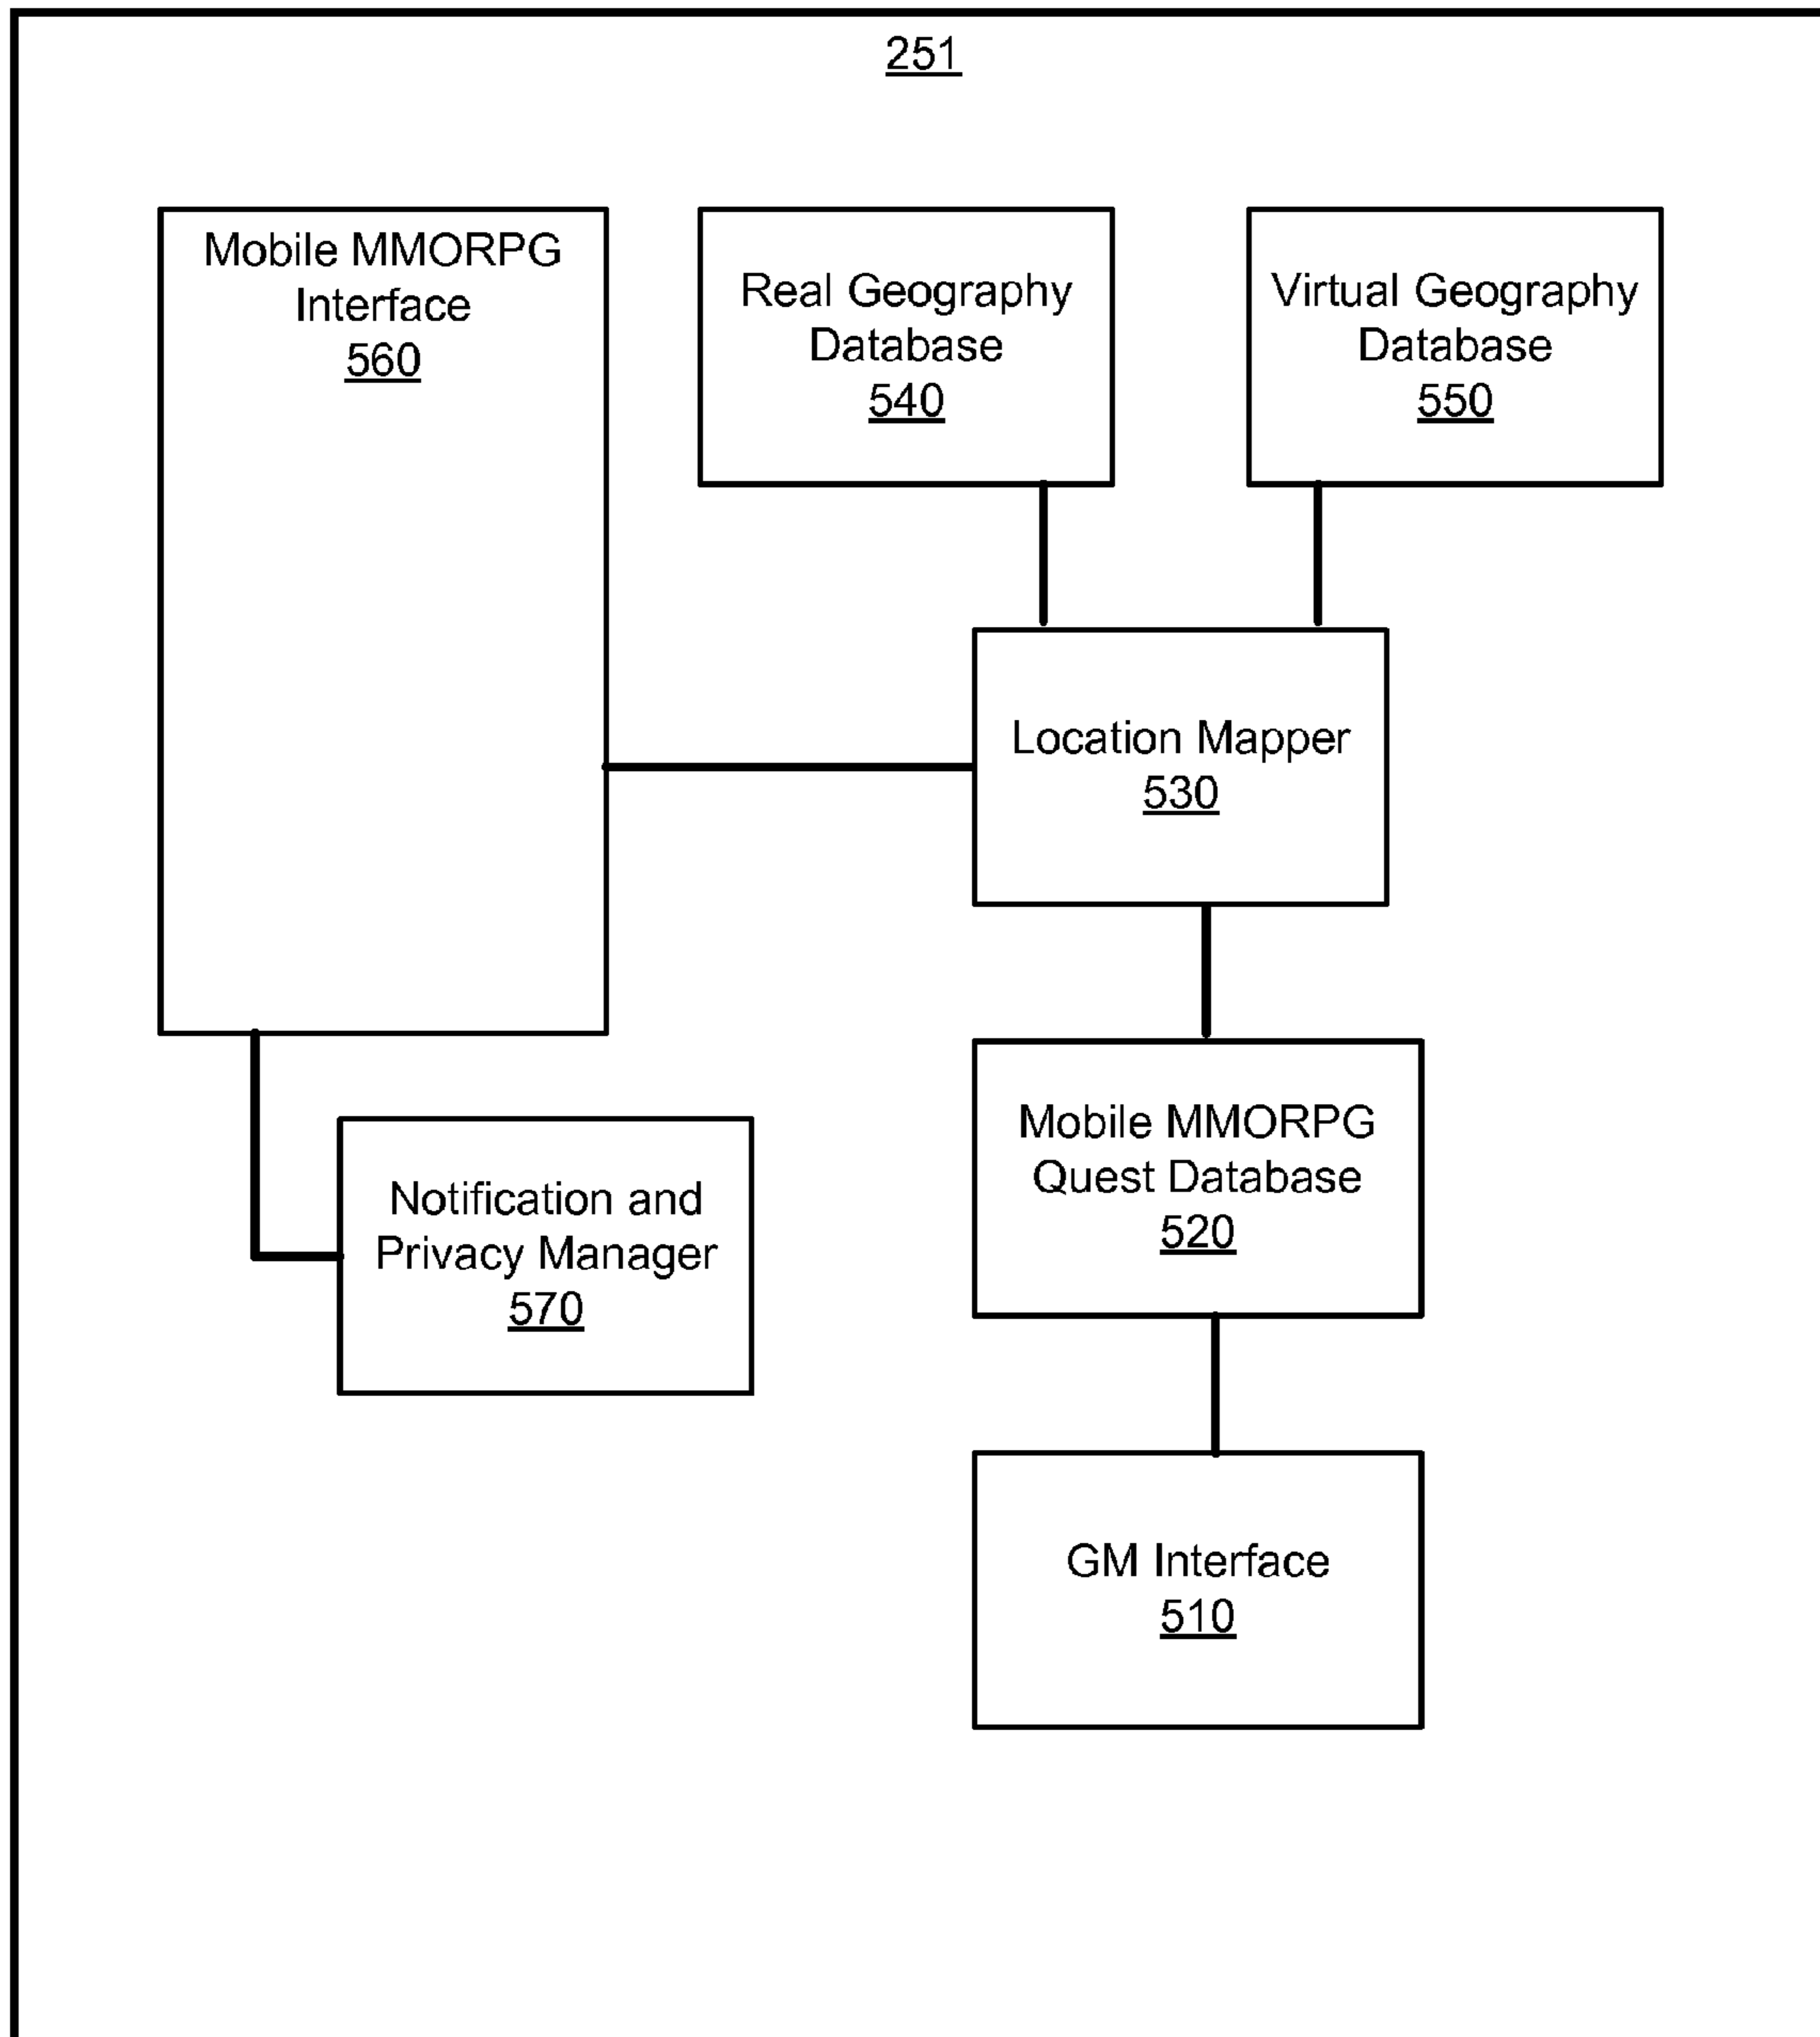 251
Mobile MMORPG
Interface
560
Real Geography
Database
540
Virtual Geography
Database
550
Location Mapper
530
Mobile MMORPG
Quest Database
520
Notification and
Privacy Manager
570
GM Interface
510